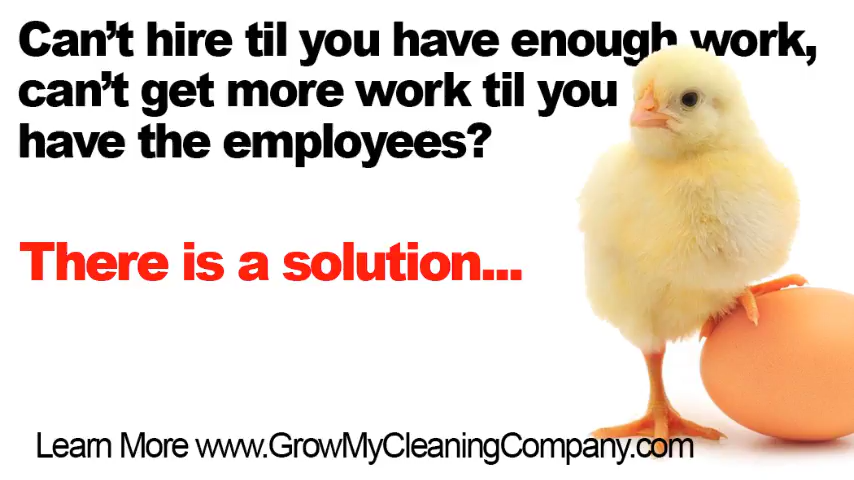 Can't hire til you have enough work,
can't get more work til you
have the employees?
There is a solution...
Learn More www.GrowMyCleaningCompany.com